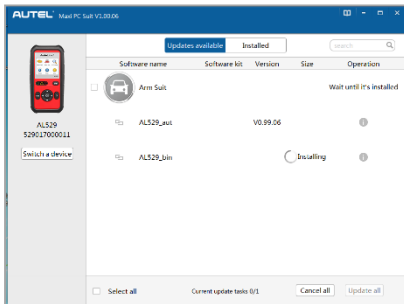 AUTEL Maxi PC Suit V1.00.06
Updates available Installed search
Software name Software kit Version Size Operation
Arm Suit Wait until it's installed
AL529
529017000011
Switch a device
AL529_aut V0.99.06
AL529_bin Installing
Select all Current update tasks 0/1 Cancel all Update all